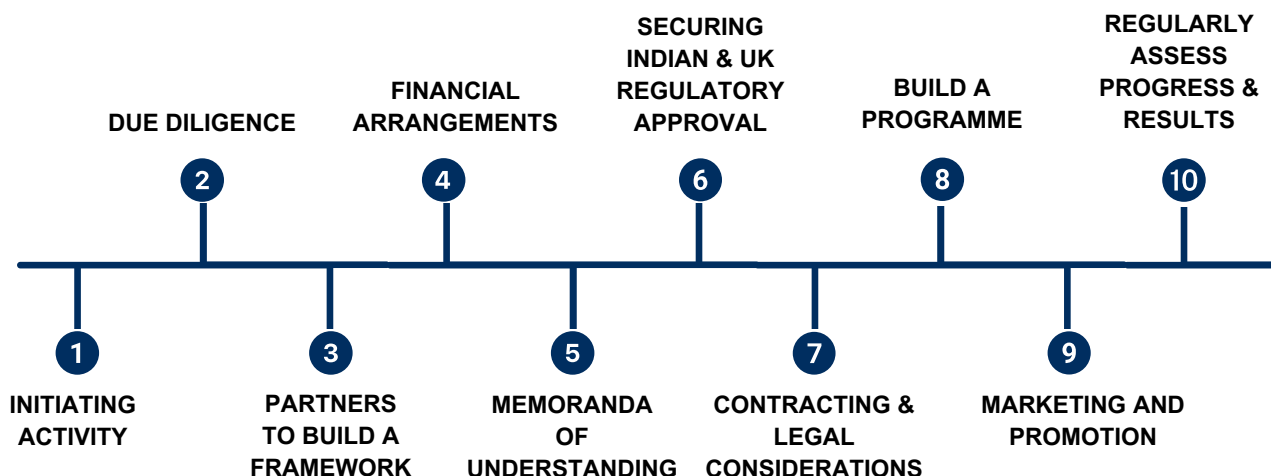 INITIATING
ACTIVITY
1
DUE DILIGENCE
2
3
PARTNERS
TO BUILD A
FRAMEWORK
FINANCIAL
ARRANGEMENTS
4
5
MEMORANDA
OF
UNDERSTANDING
SECURING
INDIAN & UK
REGULATORY
APPROVAL
6
7
CONTRACTING &
LEGAL
CONSIDERATIONS
BUILD A
PROGRAMME
8
9
MARKETING AND
PROMOTION
REGULARLY
ASSESS
PROGRESS &
RESULTS
10